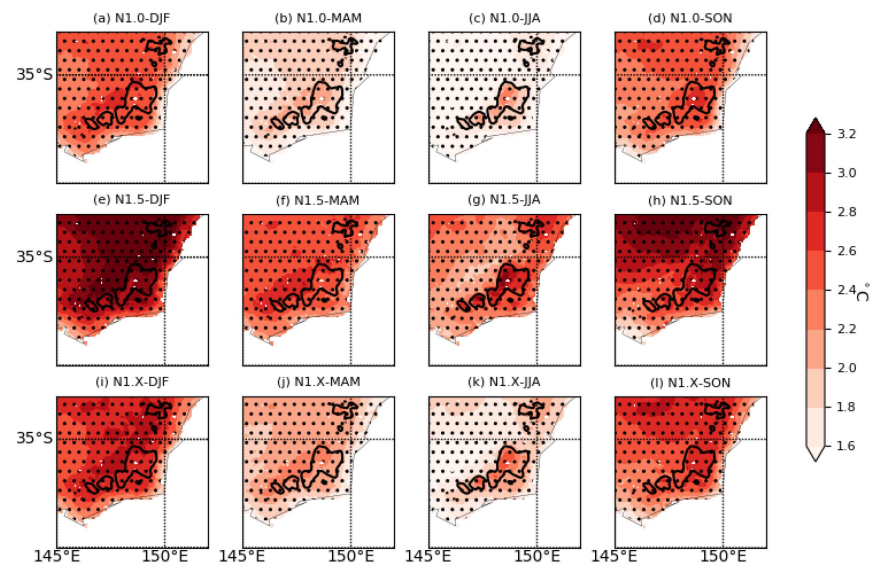 (a) N1.0-DJF
(b) N1.0-MAM
(c) N1.0-JJA
(d) N1.0-SON
35°S
(e) N1.5-DJF
(f) N1.5-MAM
(g) N1.5-JJA
(h) N1.5-SON
35°S
(i) N1.X-DJF
(j) N1.X-MAM
(k) N1.X-JJA
(l) N1.X-SON
35°S
145°E
150°E
145°E
150°E
145°E
150°E
145°E
150°E
3.2
3.0
2.8
2.6
2.4
2.2
2.0
1.8
1.6
°C